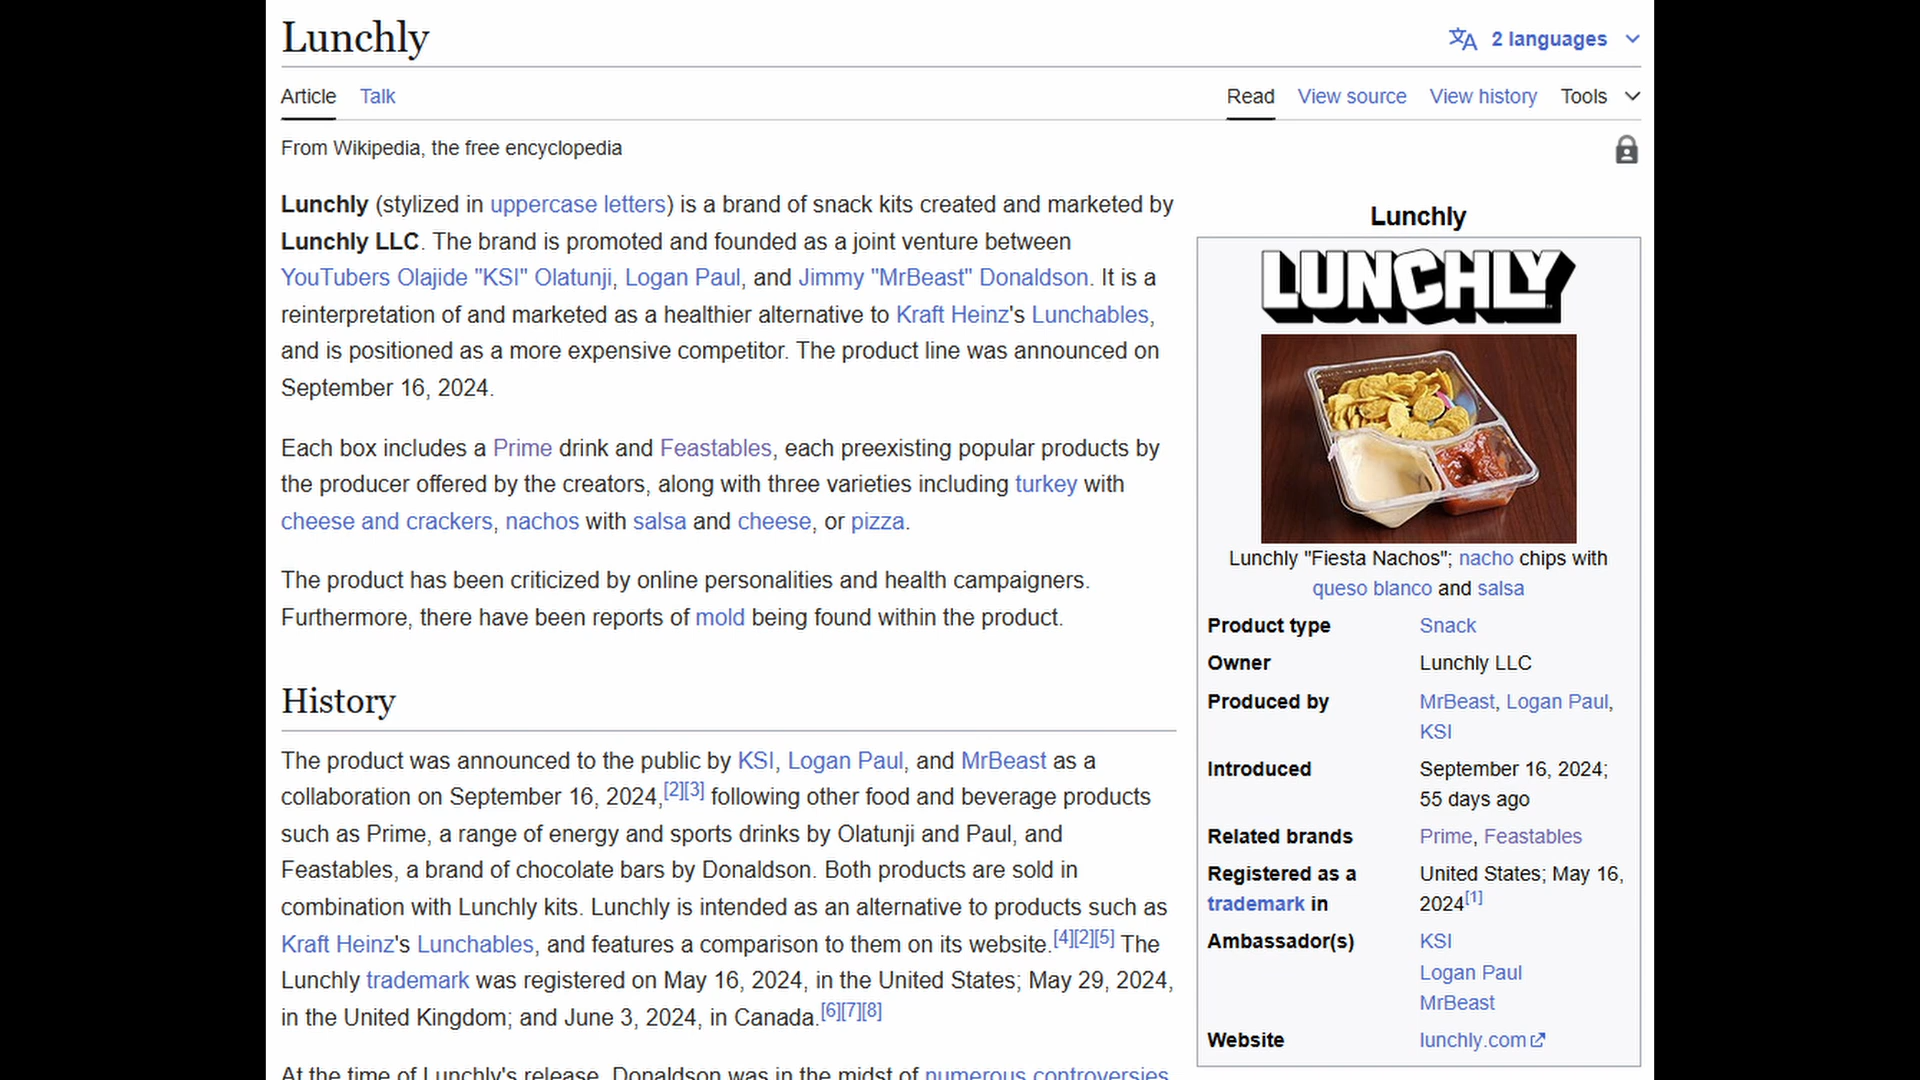 Lunchly
2 languages
Article Talk
Read View source View history Tools
From Wikipedia, the free encyclopedia
Lunchly (stylized in uppercase letters) is a brand of snack kits created and marketed by
Lunchly LLC. The brand is promoted and founded as a joint venture between
YouTubers Olajide "KSI" Olatunji, Logan Paul, and Jimmy "MrBeast" Donaldson. It is a
reinterpretation of and marketed as a healthier alternative to Kraft Heinz's Lunchables,
and is positioned as a more expensive competitor. The product line was announced on
September 16, 2024.
Each box includes a Prime drink and Feastables, each preexisting popular products by
the producer offered by the creators, along with three varieties including turkey with
cheese and crackers, nachos with salsa and cheese, or pizza.
The product has been criticized by online personalities and health campaigners.
Furthermore, there have been reports of mold being found within the product.
History
The product was announced to the public by KSI, Logan Paul, and MrBeast as a
collaboration on September 16, 2024,[2][3] following other food and beverage products
such as Prime, a range of energy and sports drinks by Olatunji and Paul, and
Feastables, a brand of chocolate bars by Donaldson. Both products are sold in
combination with Lunchly kits. Lunchly is intended as an alternative to products such as
Kraft Heinz's Lunchables, and features a comparison to them on its website.[4][2][5] The
Lunchly trademark was registered on May 16, 2024, in the United States; May 29, 2024,
in the United Kingdom; and June 3, 2024, in Canada.[6][7][8]
At the time of Lunchly's release, Donaldson was in the midst of numerous controversies
Lunchly
LUNCHLY
Lunchly "Fiesta Nachos"; nacho chips with
queso blanco and salsa
Product type Snack
Owner Lunchly LLC
Produced by MrBeast, Logan Paul,
KSI
Introduced September 16, 2024;
55 days ago
Related brands Prime, Feastables
Registered as a United States; May 16,
trademark in 2024[1]
Ambassador(s) KSI
Logan Paul
MrBeast
Website lunchly.com